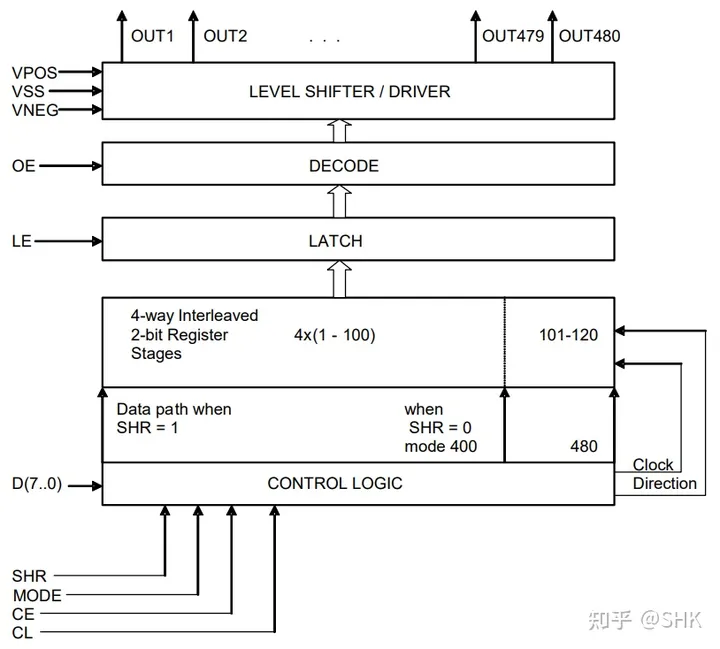 OUT1 OUT2 . . . OUT479 OUT480
VPOS
VSS
VNEG
LEVEL SHIFTER / DRIVER
OE
DECODE
LE
LATCH
4-way Interleaved
2-bit Register
Stages
4x(1 - 100)
101-120
Data path when
SHR = 1
when
SHR = 0
mode 400
480
D(7..0)
CONTROL LOGIC
Clock
Direction
SHR
MODE
CE
CL
知乎 @SHK